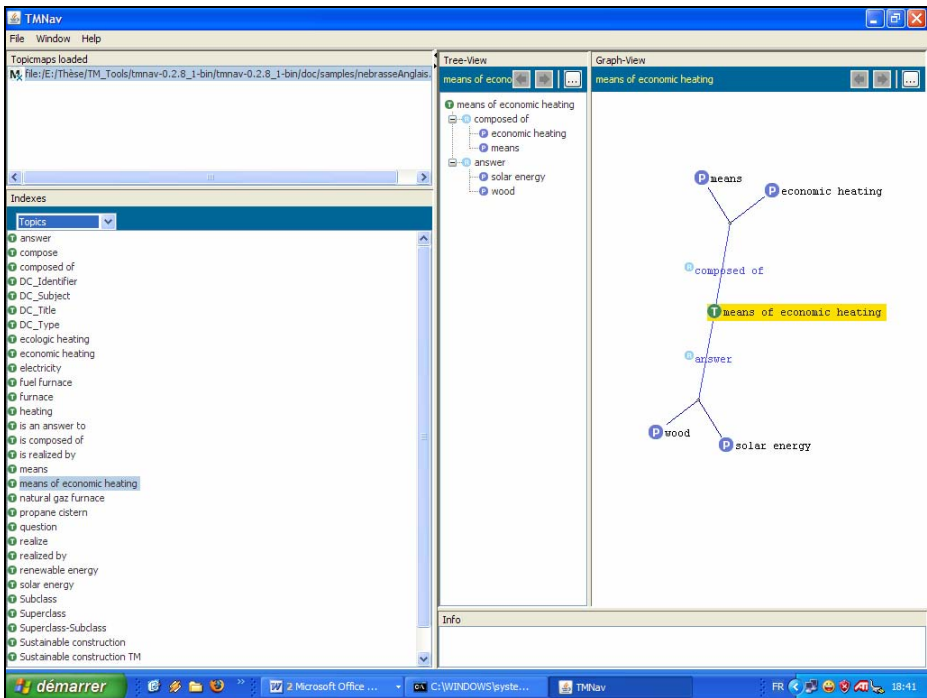 TMNav
File Window Help
Topicmaps loaded
file:/E:/Thèse/TM_Tools/tmnav-0.2.8_1-bin/tmnav-0.2.8_1-bin/doc/samples/nebrasseAnglais.
Indexes
Topics
answer
compose
composed of
DC_Identifier
DC_Subject
DC_Title
DC_Type
ecologic heating
economic heating
electricity
fuel furnace
furnace
heating
is an answer to
is composed of
is realized by
means
means of economic heating
natural gaz furnace
propane cistern
question
realize
realized by
renewable energy
solar energy
Subclass
Superclass
Superclass-Subclass
Sustainable construction
Sustainable construction TM
Tree-View
means of econo
...
means of economic heating
composed of
economic heating
means
answer
solar energy
wood
Graph-View
means of economic heating
...
means
economic heating
composed of
means of economic heating
answer
wood
solar energy
Info
démarrer
2 Microsoft Office ...
C:\WINDOWS\syste...
TMNav
FR
18:41